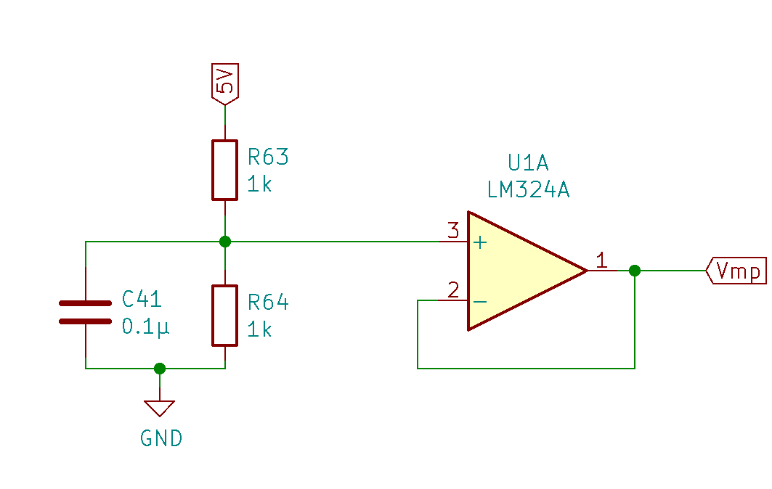 5V
R63
1k
U1A
LM324A
3
+
1
Vmp
2
−
C41
0.1µ
R64
1k
GND